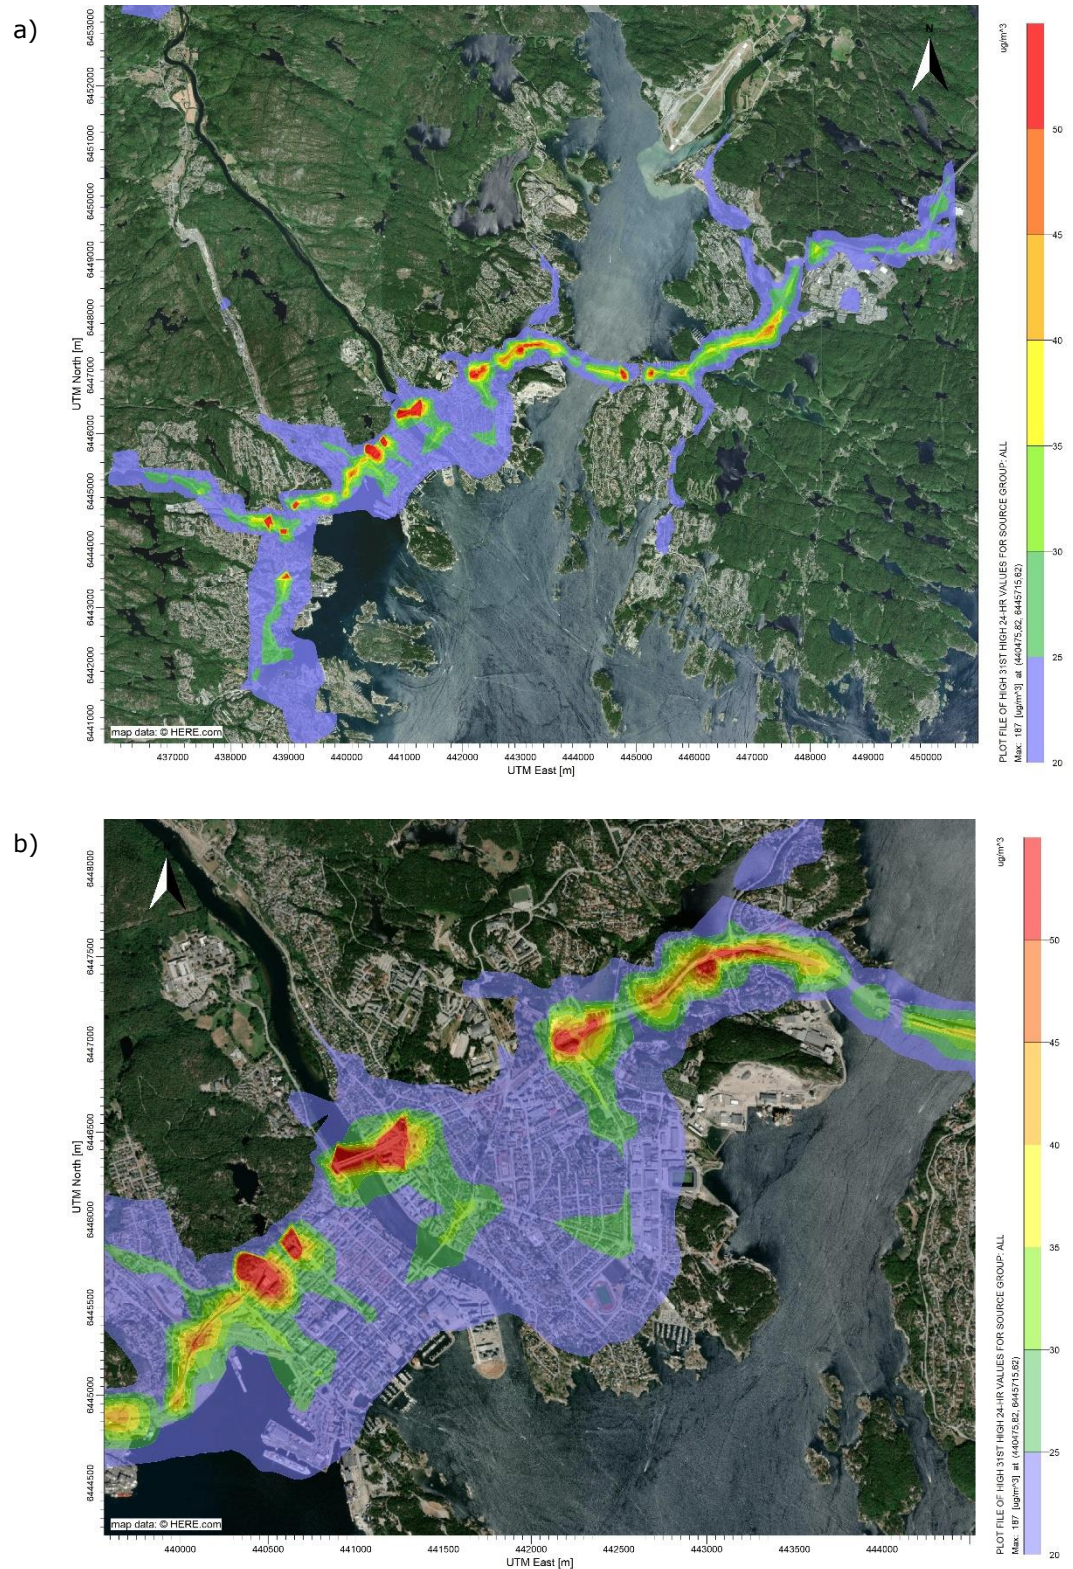 a)
N
UTM North [m]
6453000
6452000
6451000
6450000
6449000
6448000
6447000
6446000
6445000
6444000
6443000
6442000
6441000
map data: © HERE.com
437000 438000 439000 440000 441000 442000 443000 444000 445000 446000 447000 448000 449000 450000
UTM East [m]
ug/m^3
50
45
40
35
30
25
20
PLOT FILE OF HIGH 31ST HIGH 24-HR VALUES FOR SOURCE GROUP: ALL
Max: 187 [ug/m^3] at (440475,82, 6445715,62)
b)
UTM North [m]
6448000
6447500
6447000
6446500
6446000
6445500
6445000
6444500
map data: © HERE.com
440000 440500 441000 441500 442000 442500 443000 443500 444000
UTM East [m]
ug/m^3
50
45
40
35
30
25
20
PLOT FILE OF HIGH 31ST HIGH 24-HR VALUES FOR SOURCE GROUP: ALL
Max: 187 [ug/m^3] at (440475,82, 6445715,62)